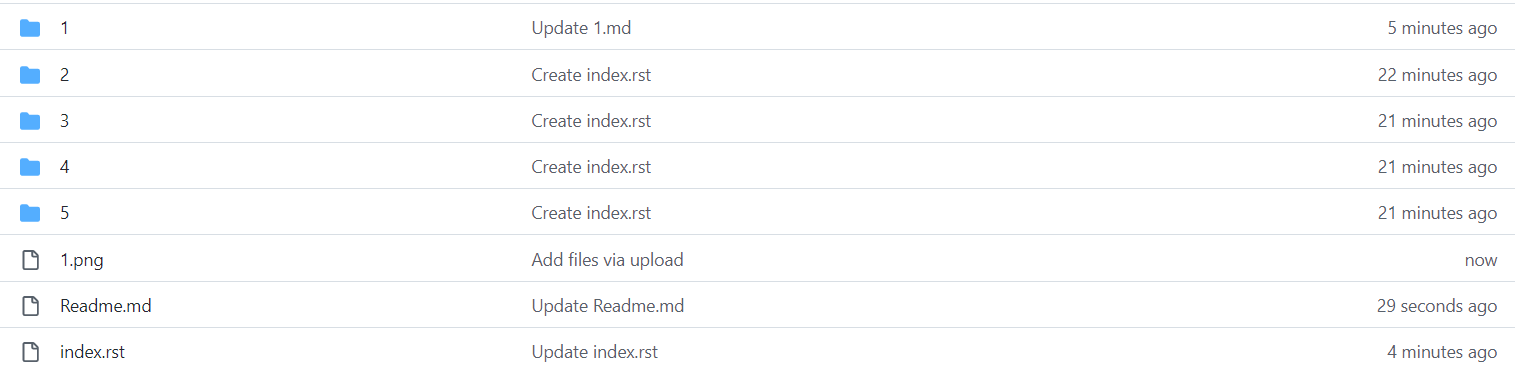 1 Update 1.md 5 minutes ago
2 Create index.rst 22 minutes ago
3 Create index.rst 21 minutes ago
4 Create index.rst 21 minutes ago
5 Create index.rst 21 minutes ago
1.png Add files via upload now
Readme.md Update Readme.md 29 seconds ago
index.rst Update index.rst 4 minutes ago